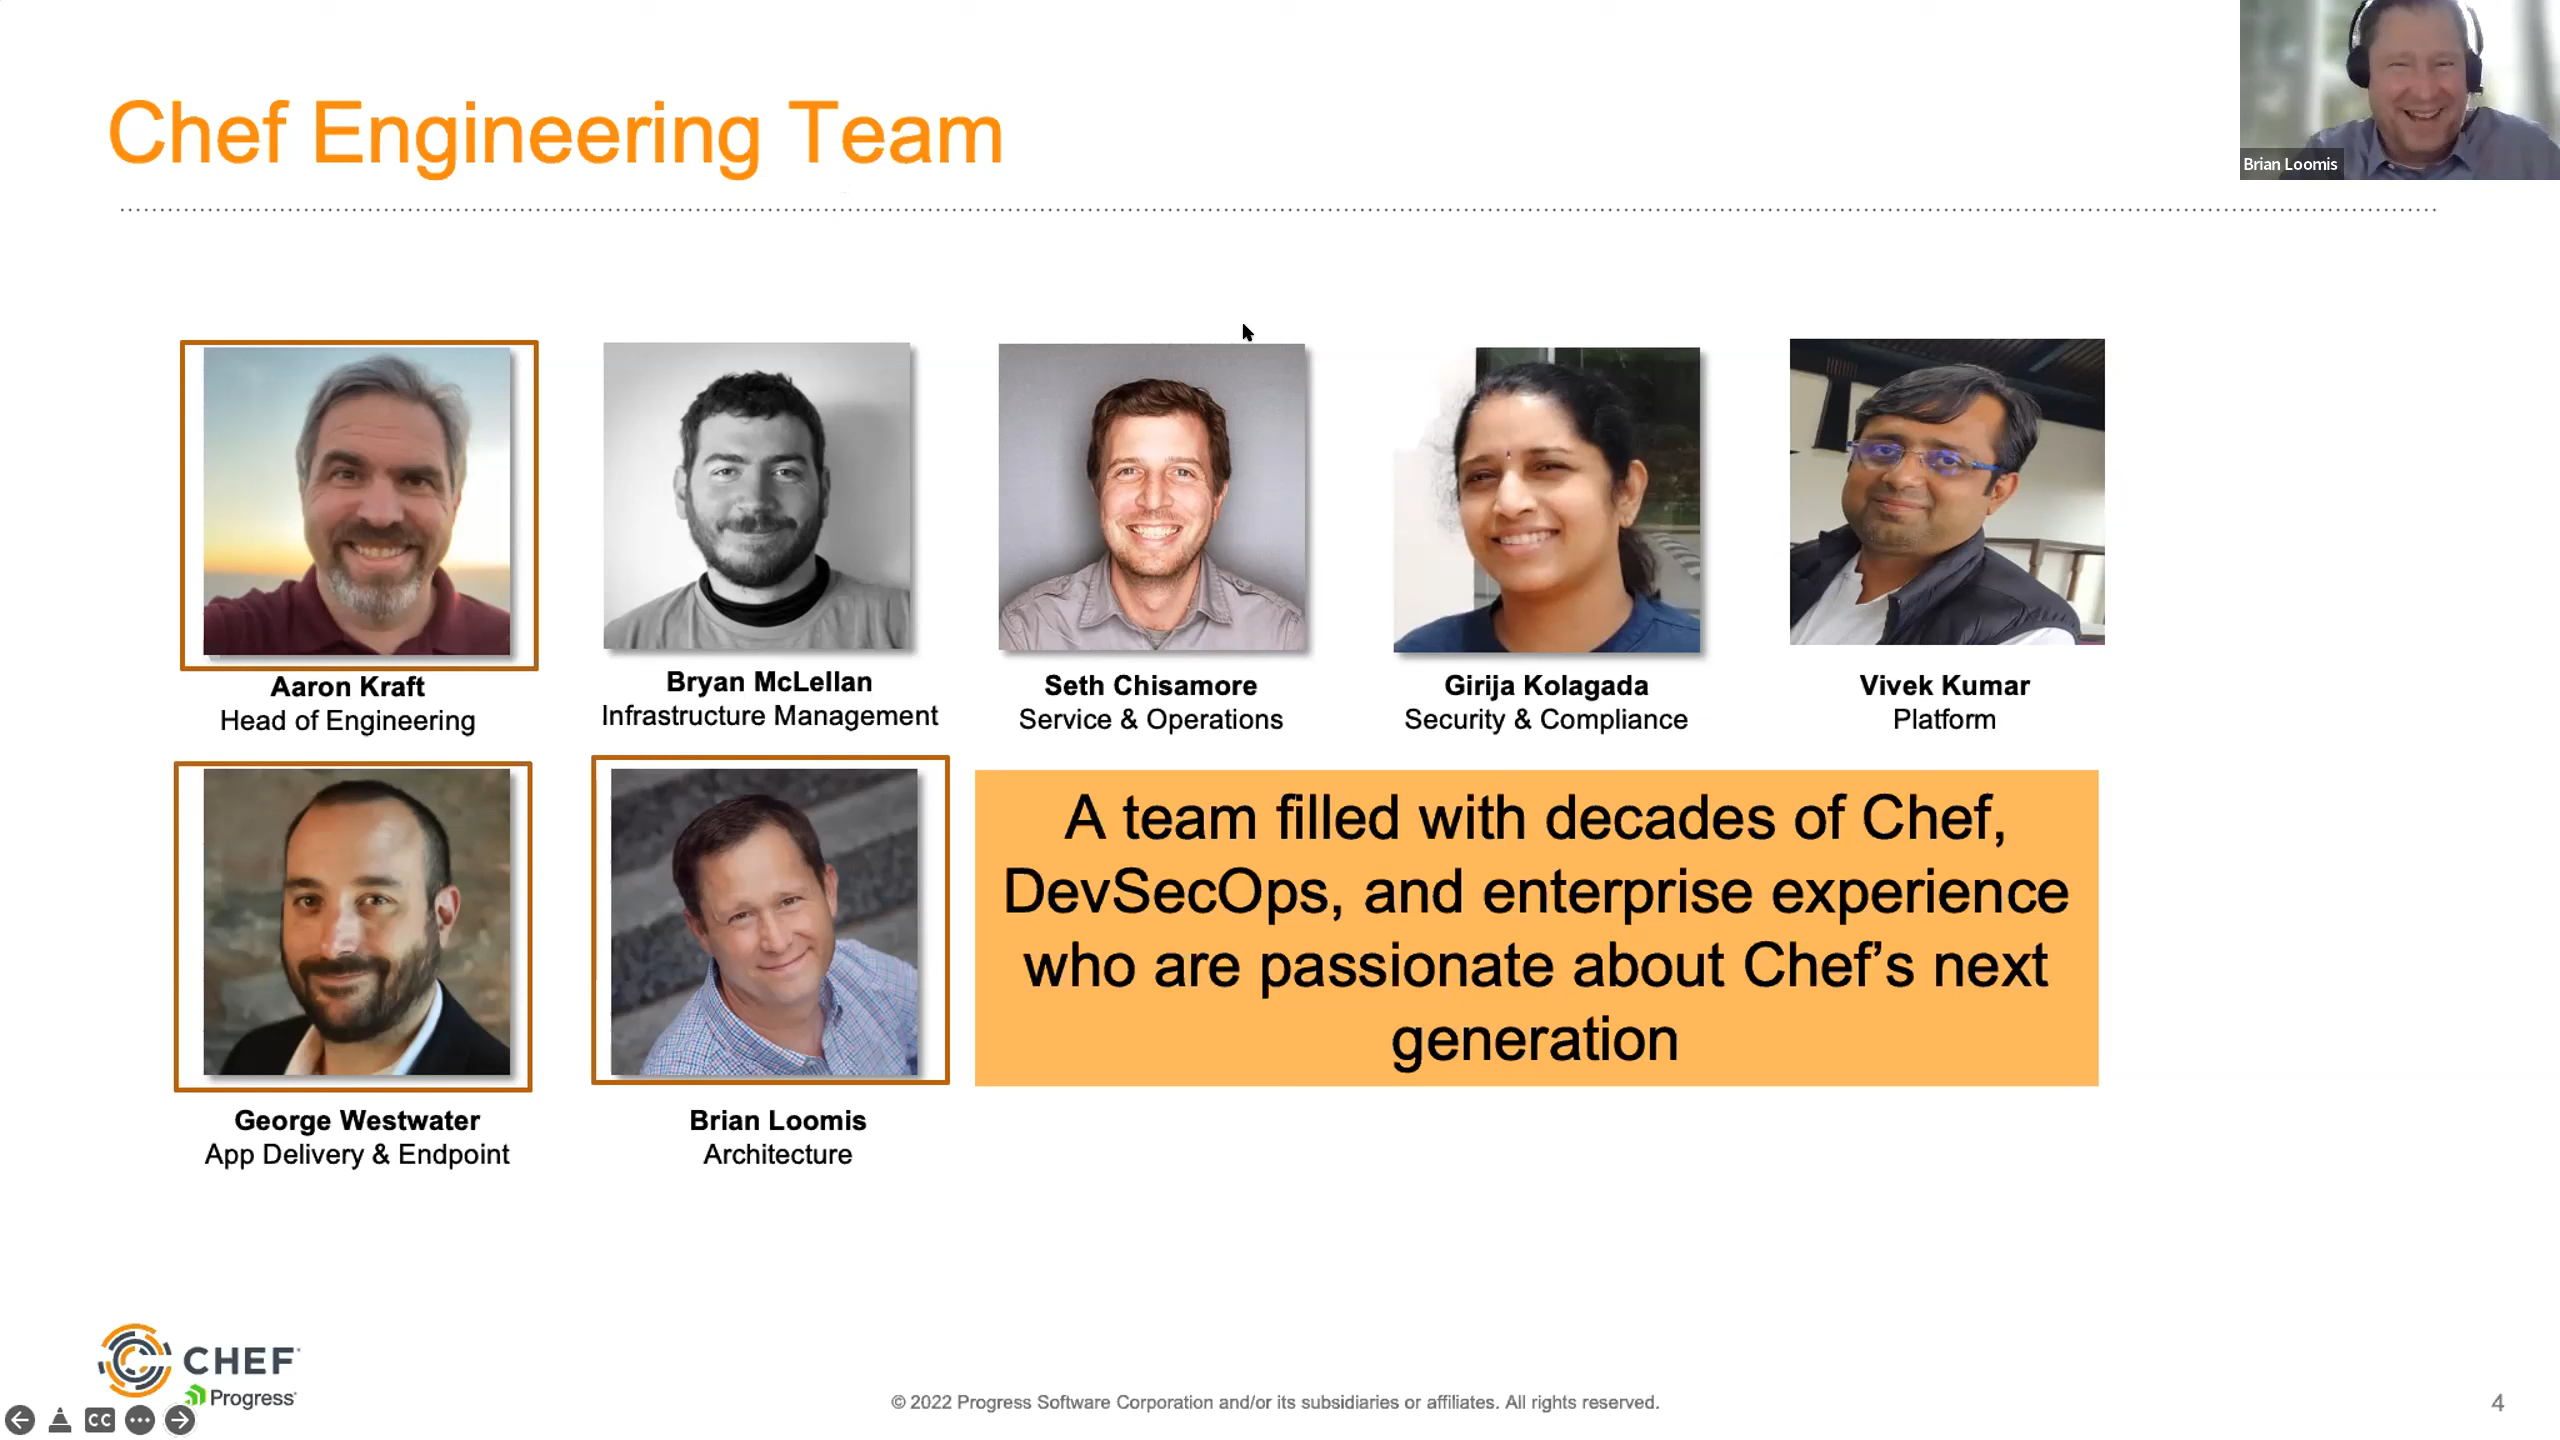 Chef Engineering Team
Brian Loomis
Aaron Kraft
Head of Engineering
Bryan McLellan
Infrastructure Management
Seth Chisamore
Service & Operations
Girija Kolagada
Security & Compliance
Vivek Kumar
Platform
George Westwater
App Delivery & Endpoint
Brian Loomis
Architecture
A team filled with decades of Chef,
DevSecOps, and enterprise experience
who are passionate about Chef’s next
generation
CHEF
Progress®
CC
© 2022 Progress Software Corporation and/or its subsidiaries or affiliates. All rights reserved.
4